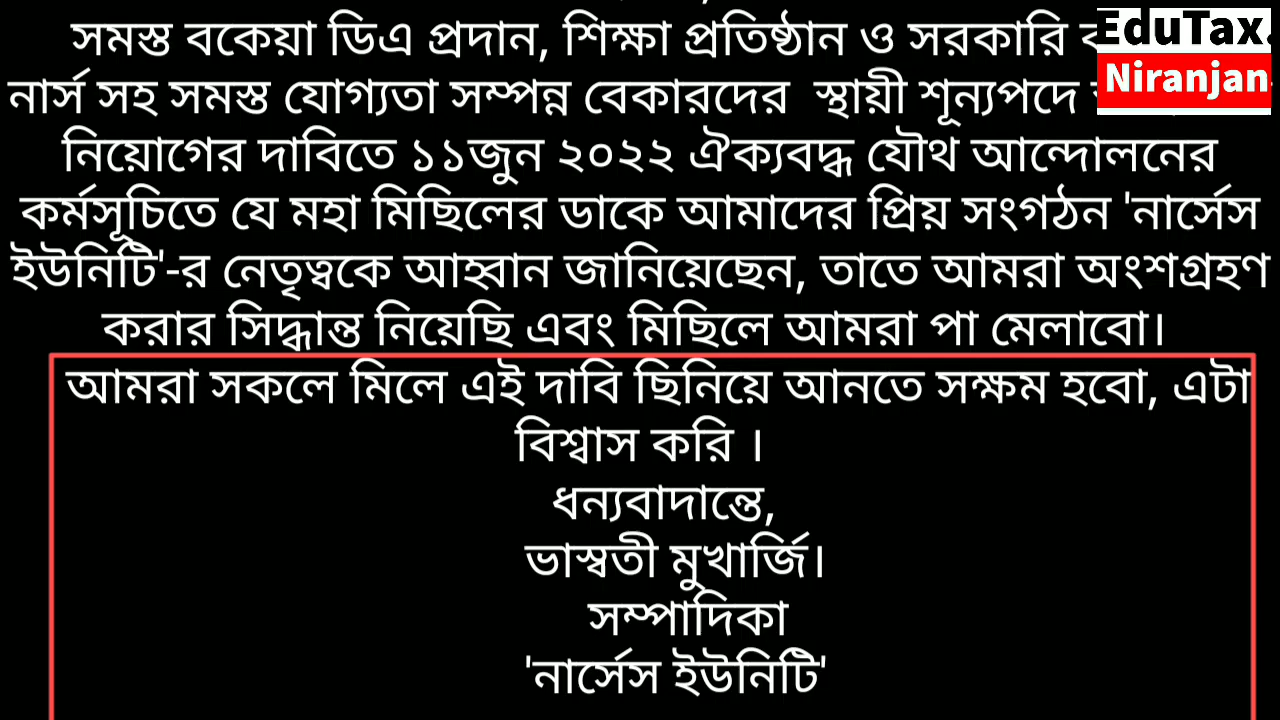 সমস্ত বকেয়া ডিএ প্রদান, শিক্ষা প্রতিষ্ঠান ও সরকারি
EduTax.
নার্স সহ সমস্ত যোগ্যতা সম্পন্ন বেকারদের স্থায়ী শূন্যপদে
Niranjan
নিয়োগের দাবিতে ১১জুন ২০২২ ঐক্যবদ্ধ যৌথ আন্দোলনের
কর্মসূচিতে যে মহা মিছিলের ডাকে আমাদের প্রিয় সংগঠন 'নার্সেস
ইউনিটি'-র নেতৃত্বকে আহ্বান জানিয়েছেন, তাতে আমরা অংশগ্রহণ
করার সিদ্ধান্ত নিয়েছি এবং মিছিলে আমরা পা মেলাবো।
আমরা সকলে মিলে এই দাবি ছিনিয়ে আনতে সক্ষম হবো, এটা
বিশ্বাস করি ।
ধন্যবাদান্তে,
ভাস্বতী মুখার্জি।
সম্পাদিকা
'নার্সেস ইউনিটি'